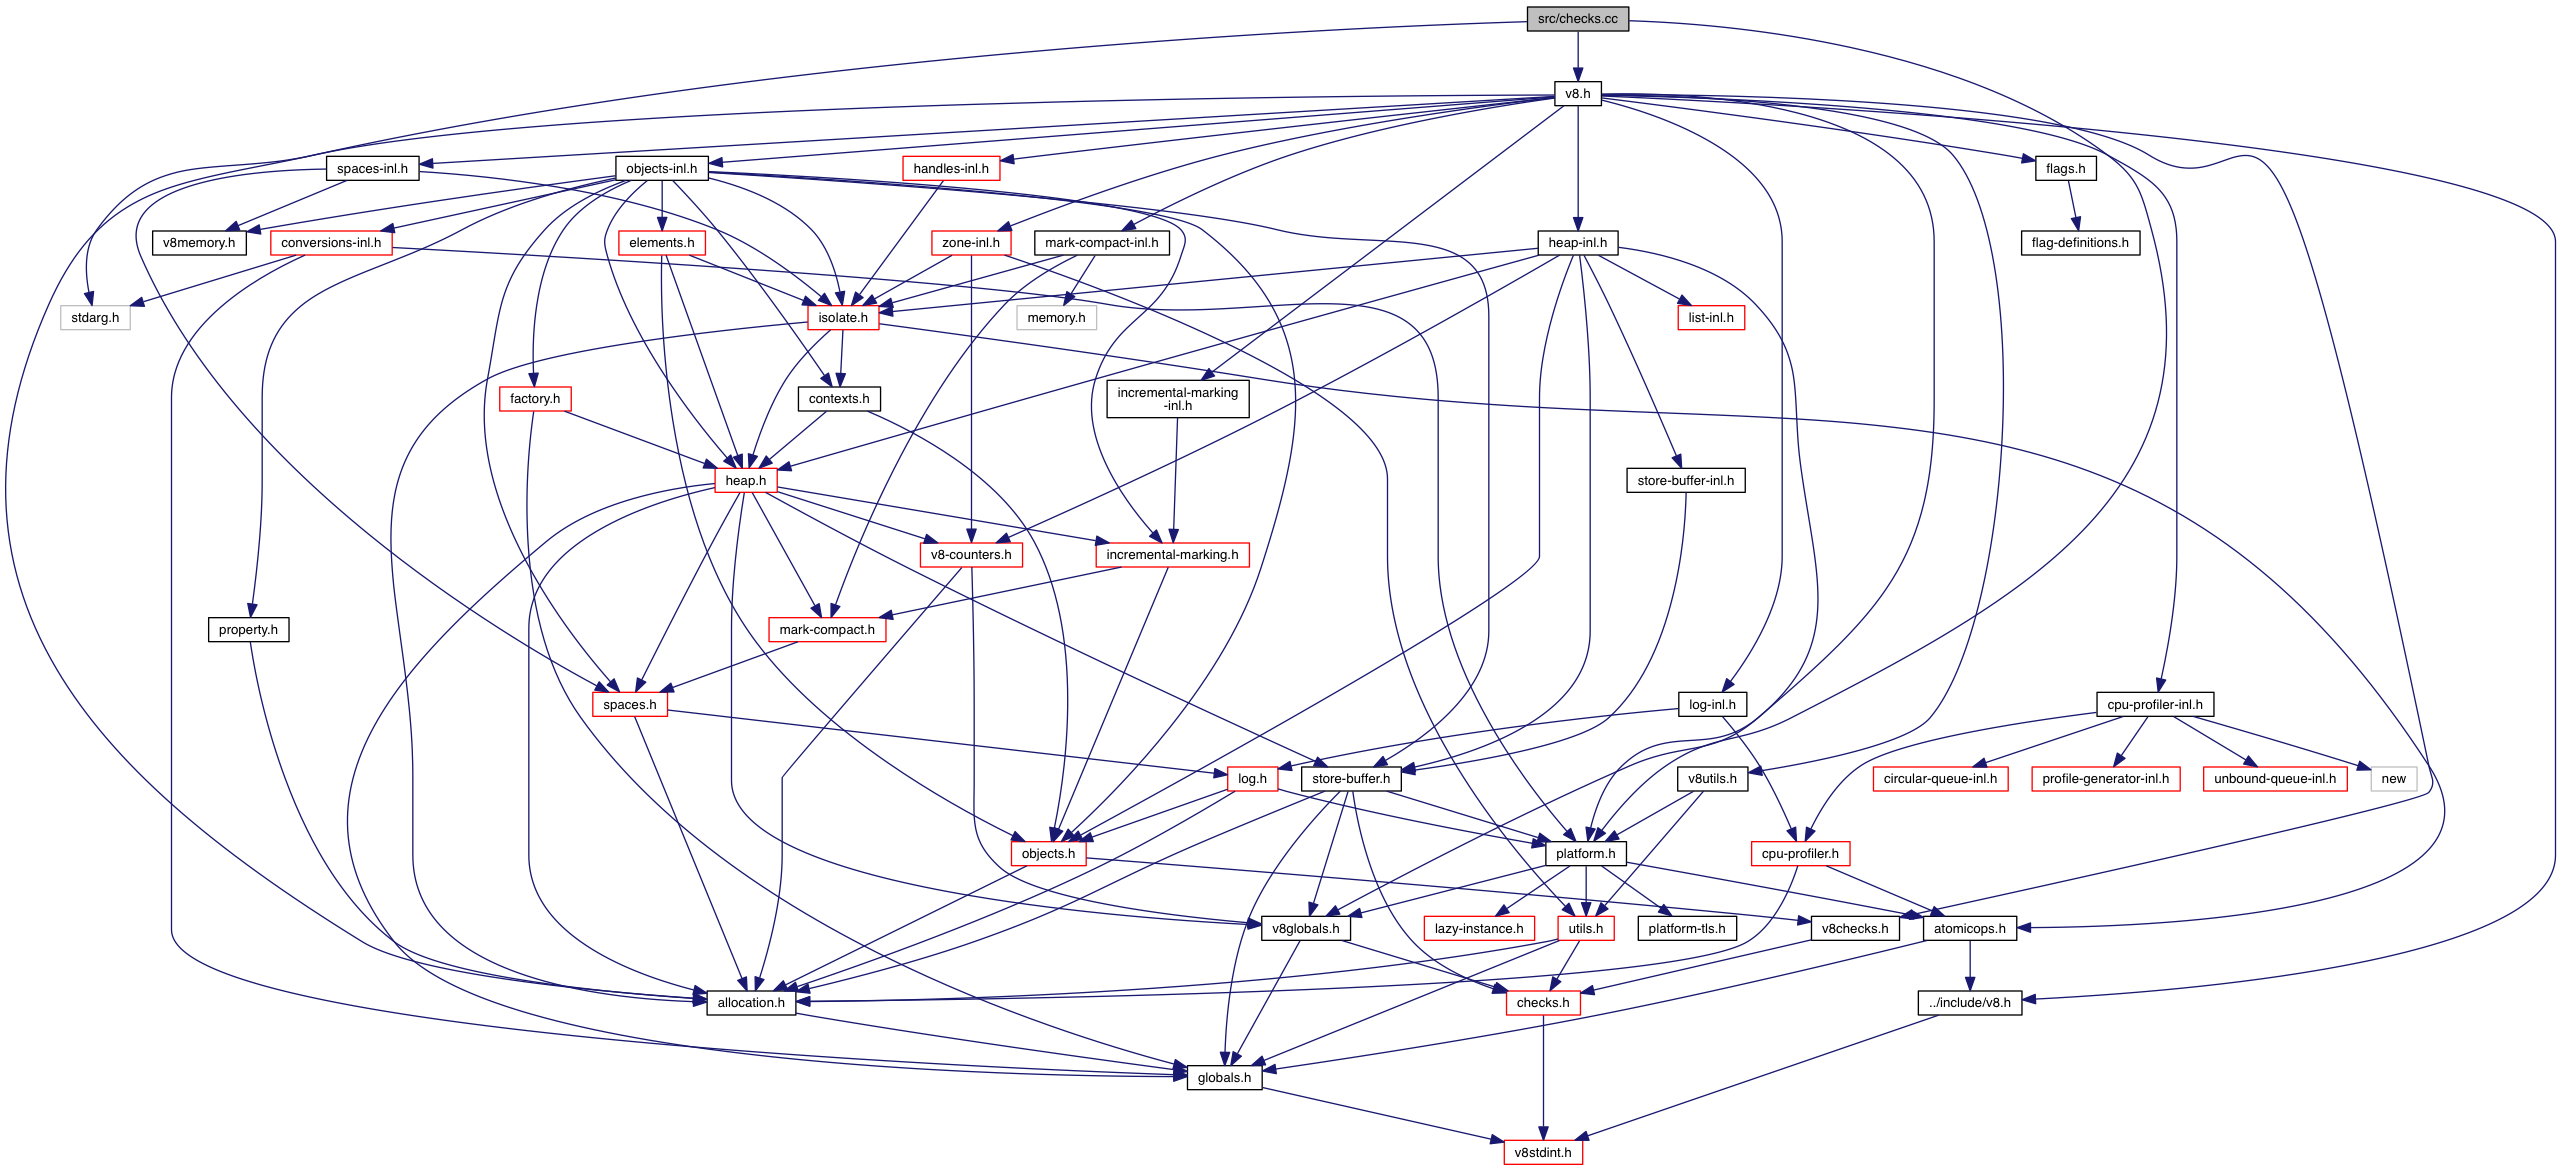 src/checks.cc
v8.h
spaces-inl.h
objects-inl.h
handles-inl.h
flags.h
v8memory.h
conversions-inl.h
elements.h
zone-inl.h
mark-compact-inl.h
heap-inl.h
flag-definitions.h
stdarg.h
isolate.h
memory.h
list-inl.h
factory.h
contexts.h
incremental-marking
-inl.h
heap.h
store-buffer-inl.h
v8-counters.h
incremental-marking.h
property.h
mark-compact.h
spaces.h
log-inl.h
cpu-profiler-inl.h
log.h
store-buffer.h
v8utils.h
circular-queue-inl.h
profile-generator-inl.h
unbound-queue-inl.h
new
objects.h
platform.h
cpu-profiler.h
v8globals.h
lazy-instance.h
utils.h
platform-tls.h
v8checks.h
atomicops.h
allocation.h
checks.h
../include/v8.h
globals.h
v8stdint.h